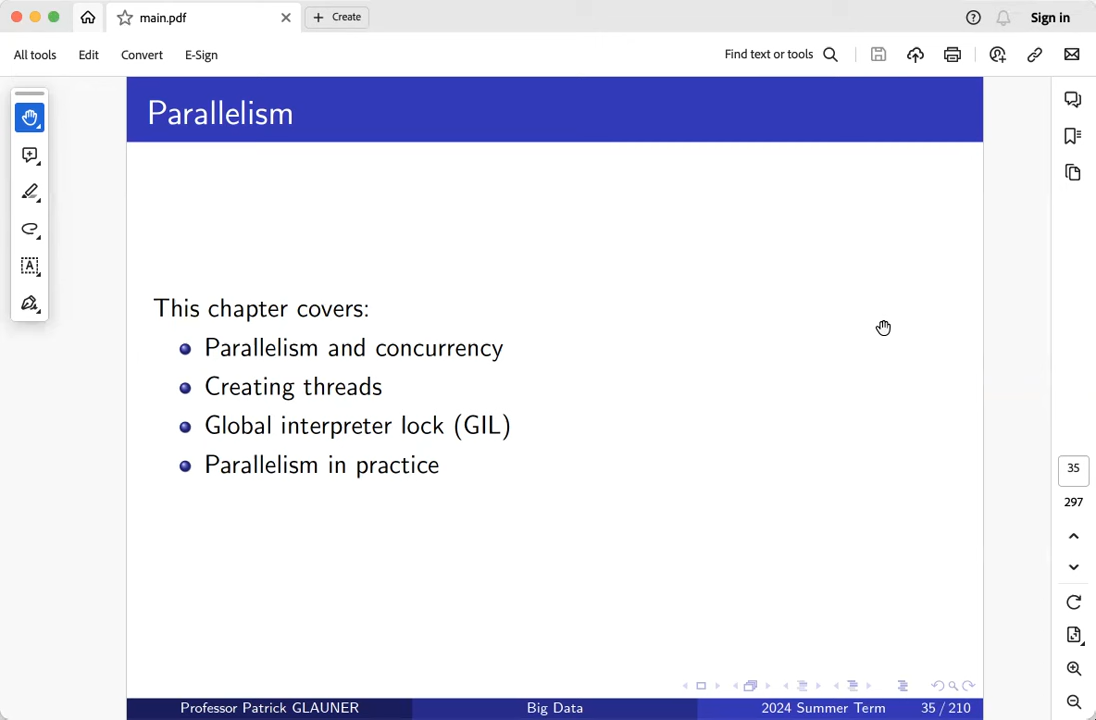 main.pdf
+ Create
Sign in
All tools
Edit
Convert
E-Sign
Find text or tools
Parallelism
This chapter covers:
Parallelism and concurrency
Creating threads
Global interpreter lock (GIL)
Parallelism in practice
35
297
Professor Patrick GLAUNER
Big Data
2024 Summer Term
35 / 210